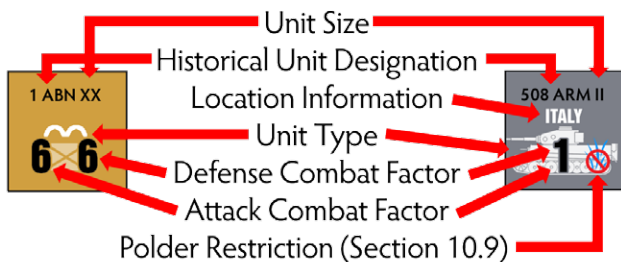 Unit Size
Historical Unit Designation
1 ABN XX
508 ARM II
Location Information
ITALY
Unit Type
6 6
1
Defense Combat Factor
Attack Combat Factor
Polder Restriction (Section 10.9)